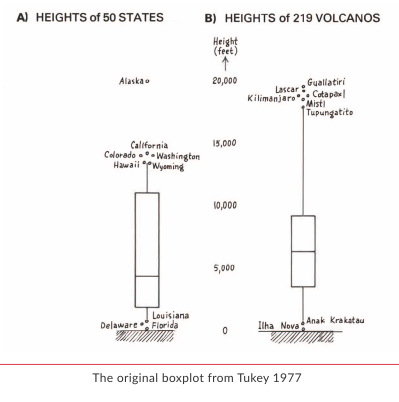 A) HEIGHTS of 50 STATES
B) HEIGHTS of 219 VOLCANOS
Height
(feet)
Alaska
20,000
Guallatiri
Lascar
Cotapaxi
Kilimanjaro
Misti
Tupungatito
California
15,000
Colorado
Washington
Hawaii
Wyoming
10,000
5,000
Louisiana
Delaware
Florida
0
Ilha Nova
Anak Krakatau
The original boxplot from Tukey 1977